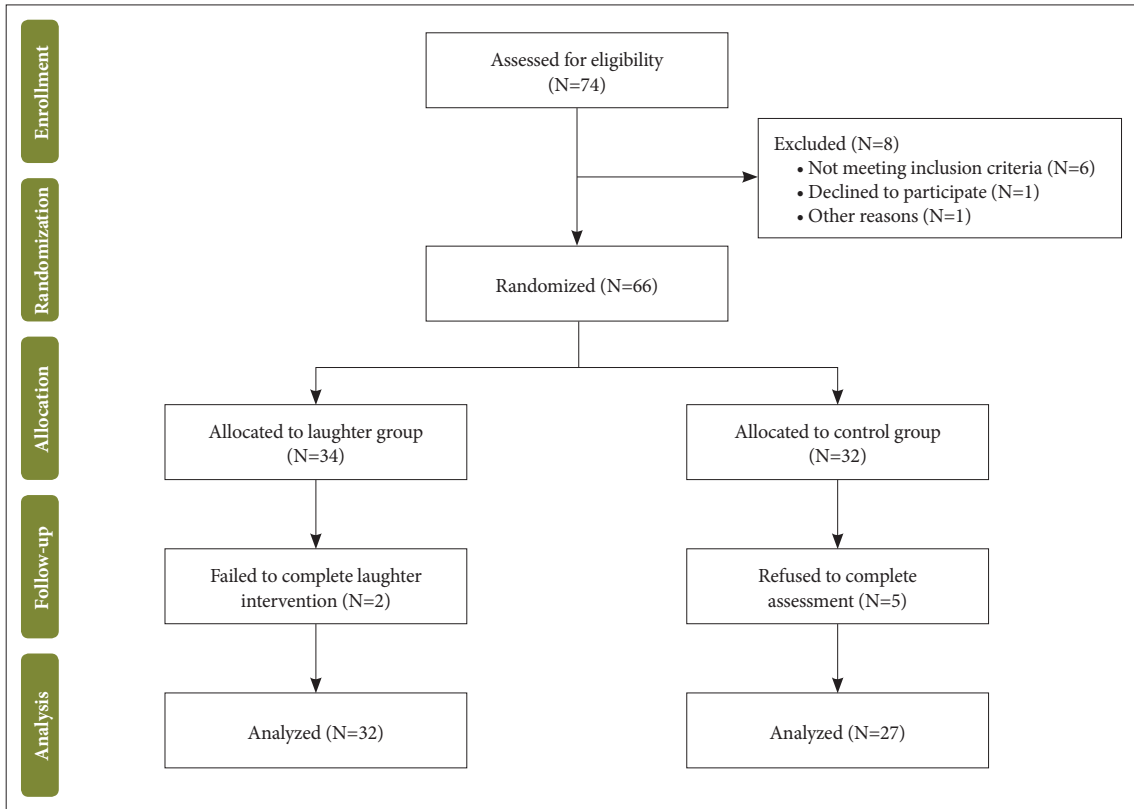 Enrollment
Assessed for eligibility
(N=74)
Excluded (N=8)
• Not meeting inclusion criteria (N=6)
• Declined to participate (N=1)
• Other reasons (N=1)
Randomization
Randomized (N=66)
Allocation
Allocated to laughter group
(N=34)
Allocated to control group
(N=32)
Follow-up
Failed to complete laughter
intervention (N=2)
Refused to complete
assessment (N=5)
Analysis
Analyzed (N=32)
Analyzed (N=27)